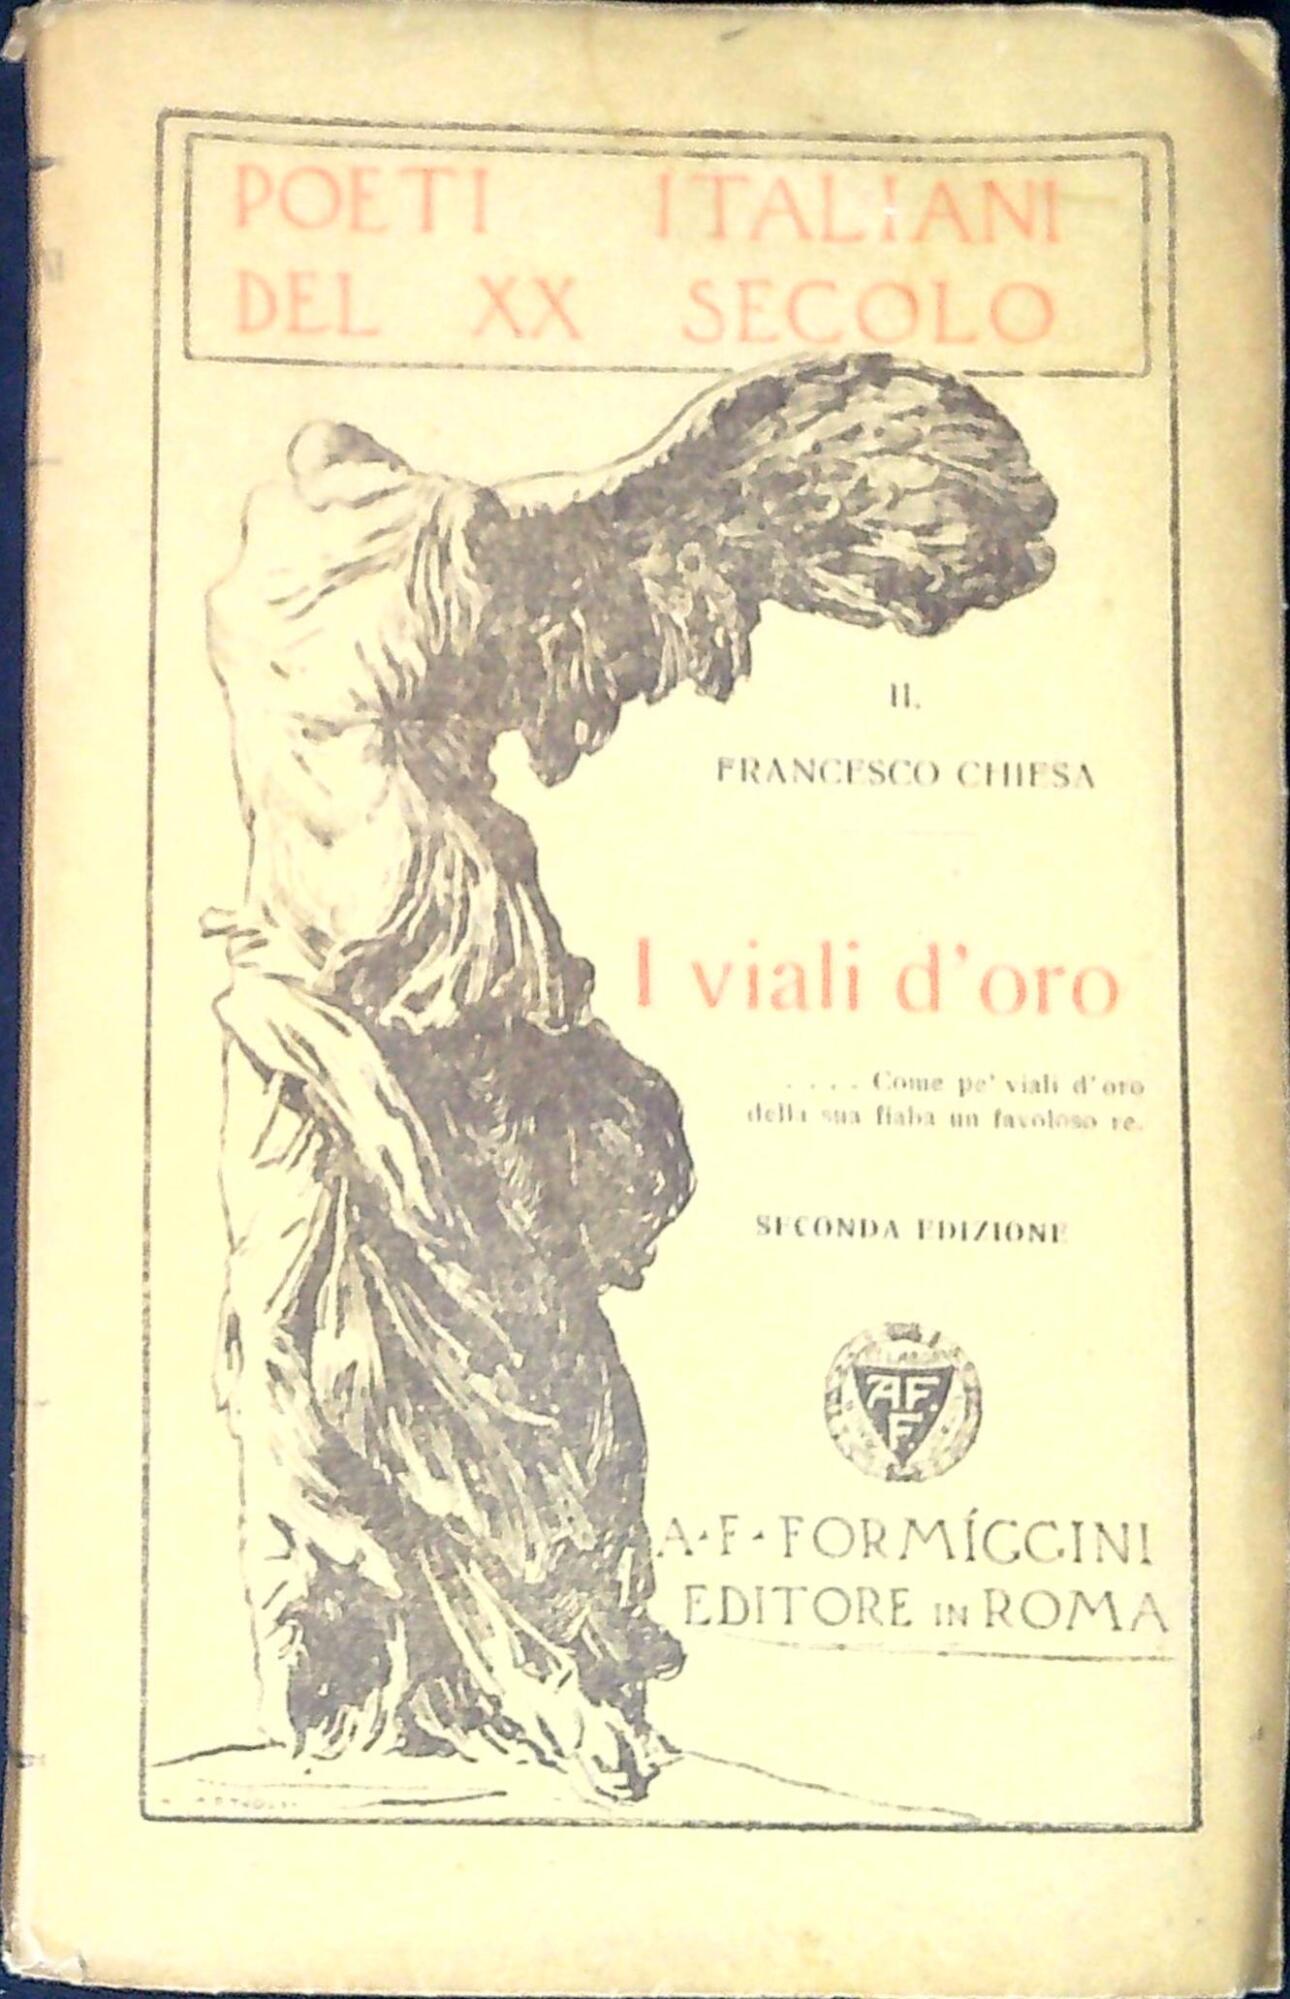 POETI ITALIANI
DEL XX SECOLO
II.
FRANCESCO CHIESA
I viali d'oro
. . . . Come pe' viali d'oro
della sua fiaba un favoloso re.
SECONDA EDIZIONE
A.F.
F.
A. F. FORMÍGGINI
EDITORE IN ROMA